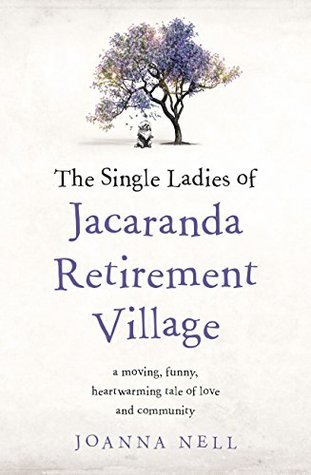 The Single Ladies of
Jacaranda
Retirement
Village
a moving, funny,
heartwarming tale of love
and community
JOANNA NELL